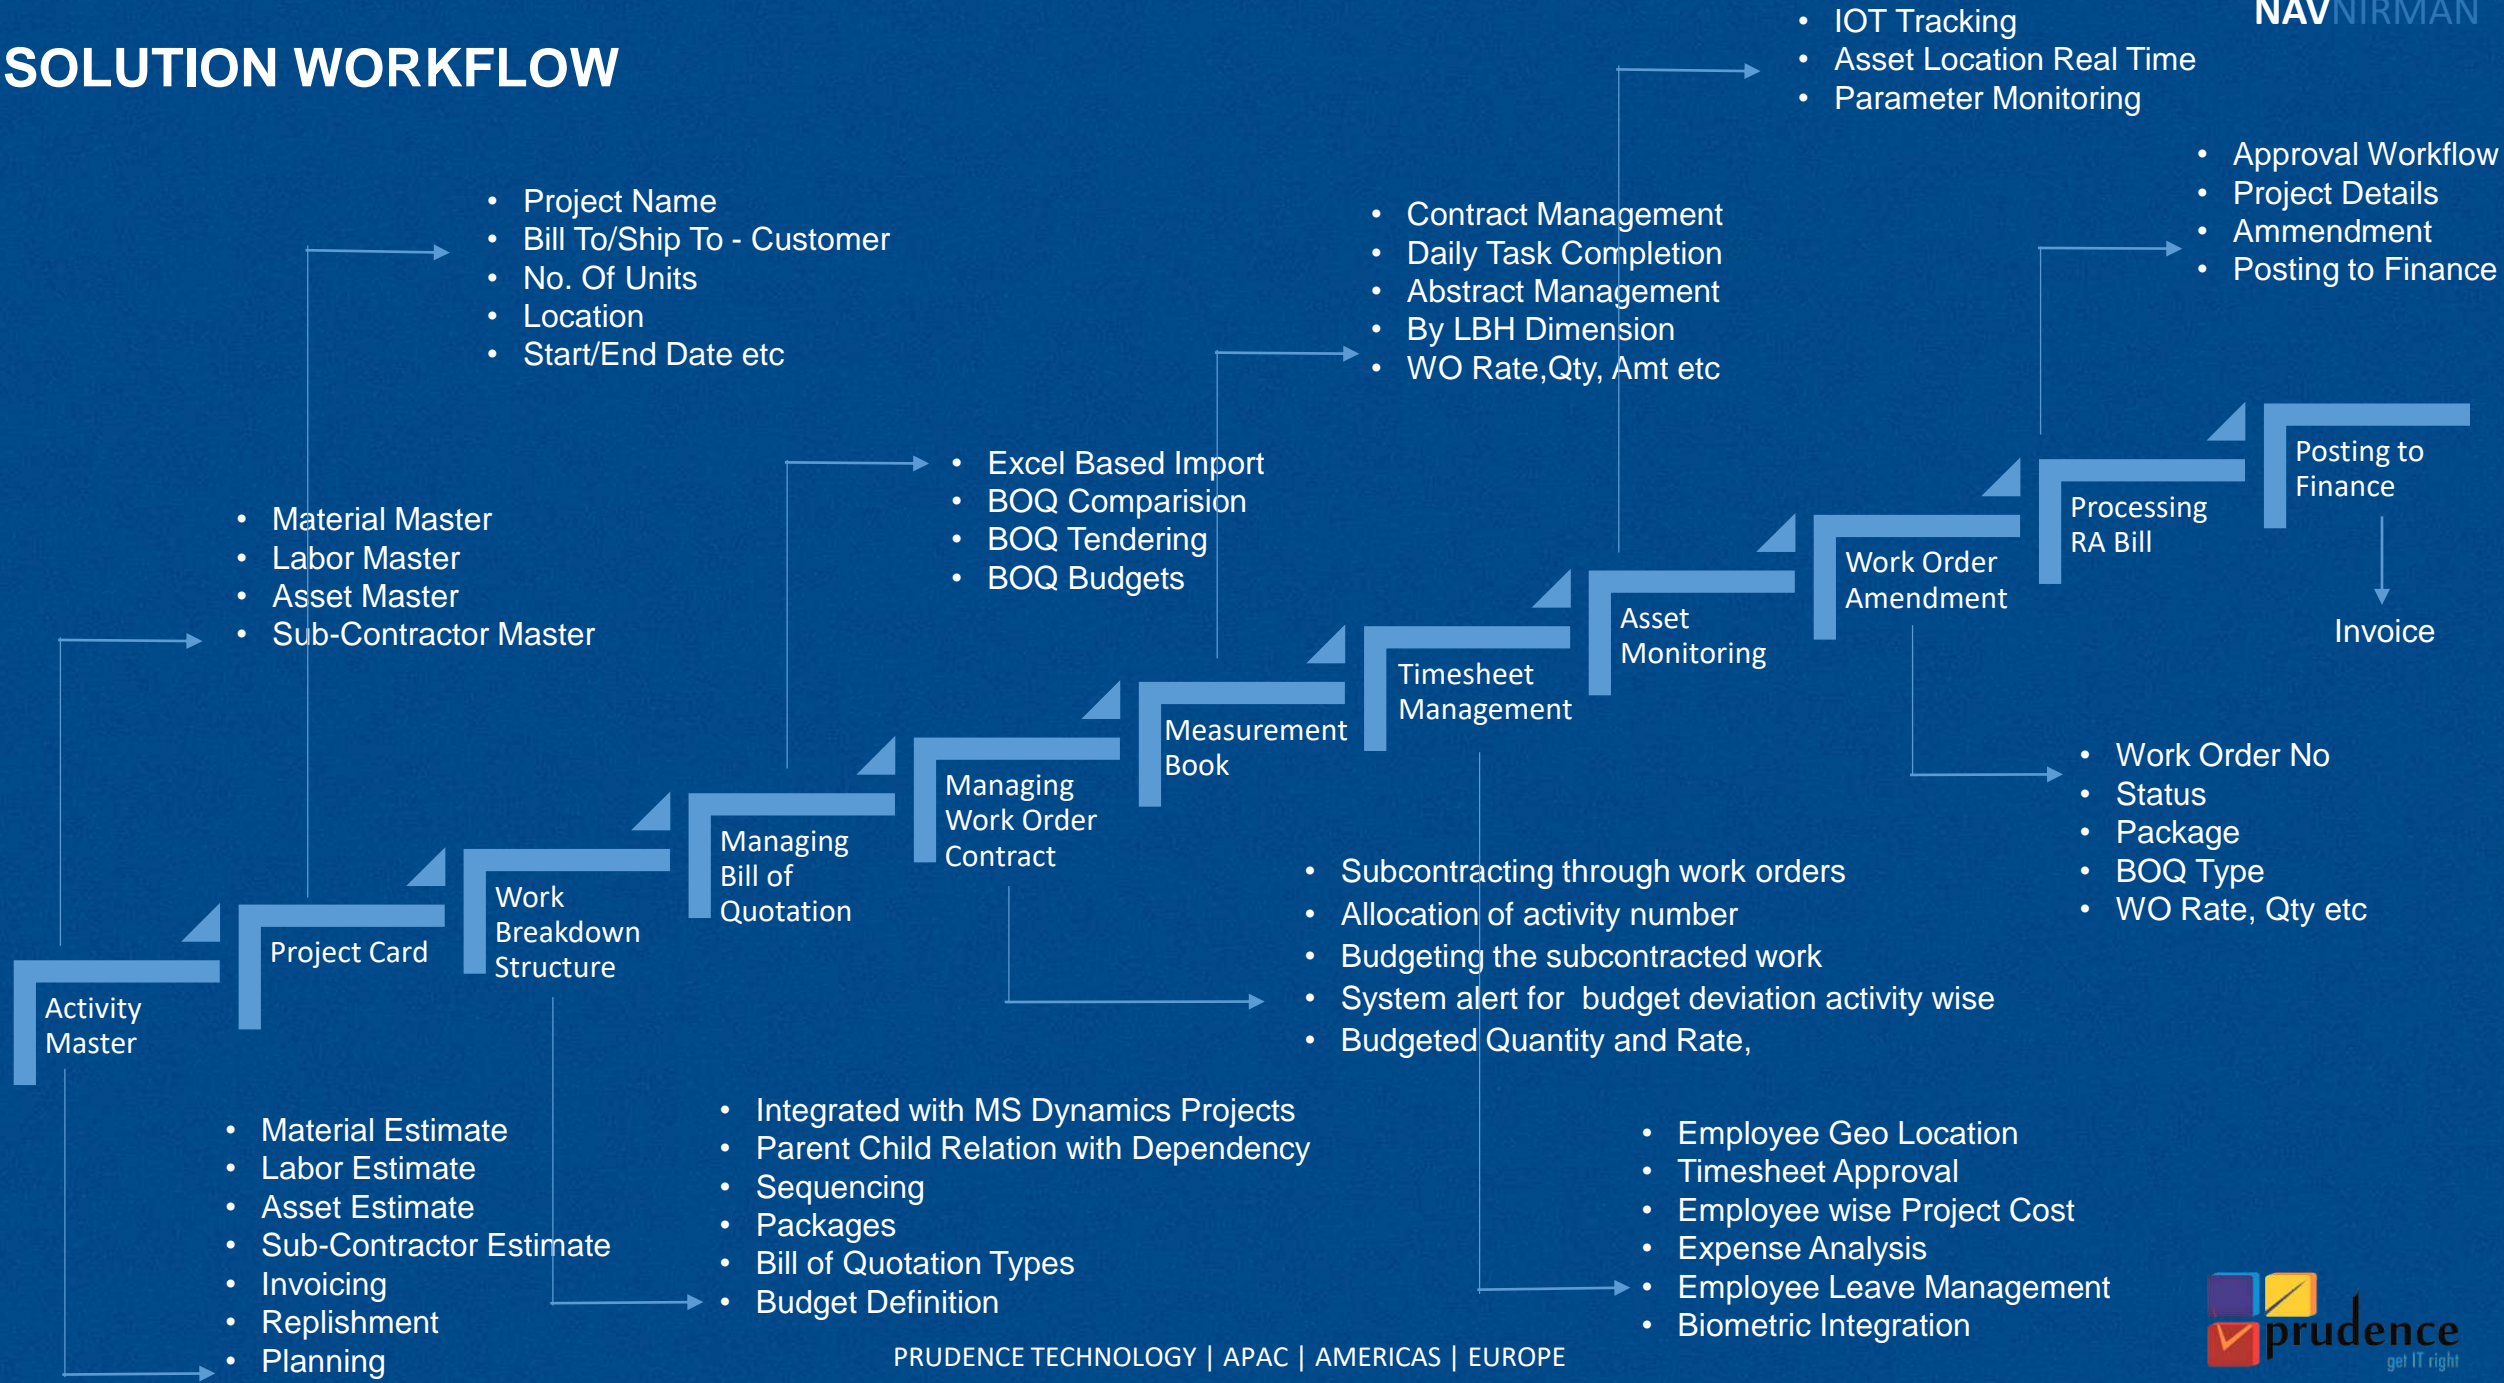 SOLUTION WORKFLOW
NAVNIRMAN
• IOT Tracking
• Asset Location Real Time
• Parameter Monitoring
• Approval Workflow
• Project Details
• Ammendment
• Posting to Finance
• Project Name
• Bill To/Ship To - Customer
• No. Of Units
• Location
• Start/End Date etc
• Contract Management
• Daily Task Completion
• Abstract Management
• By LBH Dimension
• WO Rate,Qty, Amt etc
• Excel Based Import
• BOQ Comparision
• BOQ Tendering
• BOQ Budgets
• Material Master
• Labor Master
• Asset Master
• Sub-Contractor Master
Activity
Master
Project Card
Work
Breakdown
Structure
Managing
Bill of
Quotation
Managing
Work Order
Contract
Measurement
Book
Timesheet
Management
Asset
Monitoring
Work Order
Amendment
Processing
RA Bill
Posting to
Finance
Invoice
• Work Order No
• Status
• Package
• BOQ Type
• WO Rate, Qty etc
• Subcontracting through work orders
• Allocation of activity number
• Budgeting the subcontracted work
• System alert for  budget deviation activity wise
• Budgeted Quantity and Rate,
• Material Estimate
• Labor Estimate
• Asset Estimate
• Sub-Contractor Estimate
• Invoicing
• Replishment
• Planning
• Integrated with MS Dynamics Projects
• Parent Child Relation with Dependency
• Sequencing
• Packages
• Bill of Quotation Types
• Budget Definition
• Employee Geo Location
• Timesheet Approval
• Employee wise Project Cost
• Expense Analysis
• Employee Leave Management
• Biometric Integration
PRUDENCE TECHNOLOGY | APAC | AMERICAS | EUROPE
prudence
get IT right